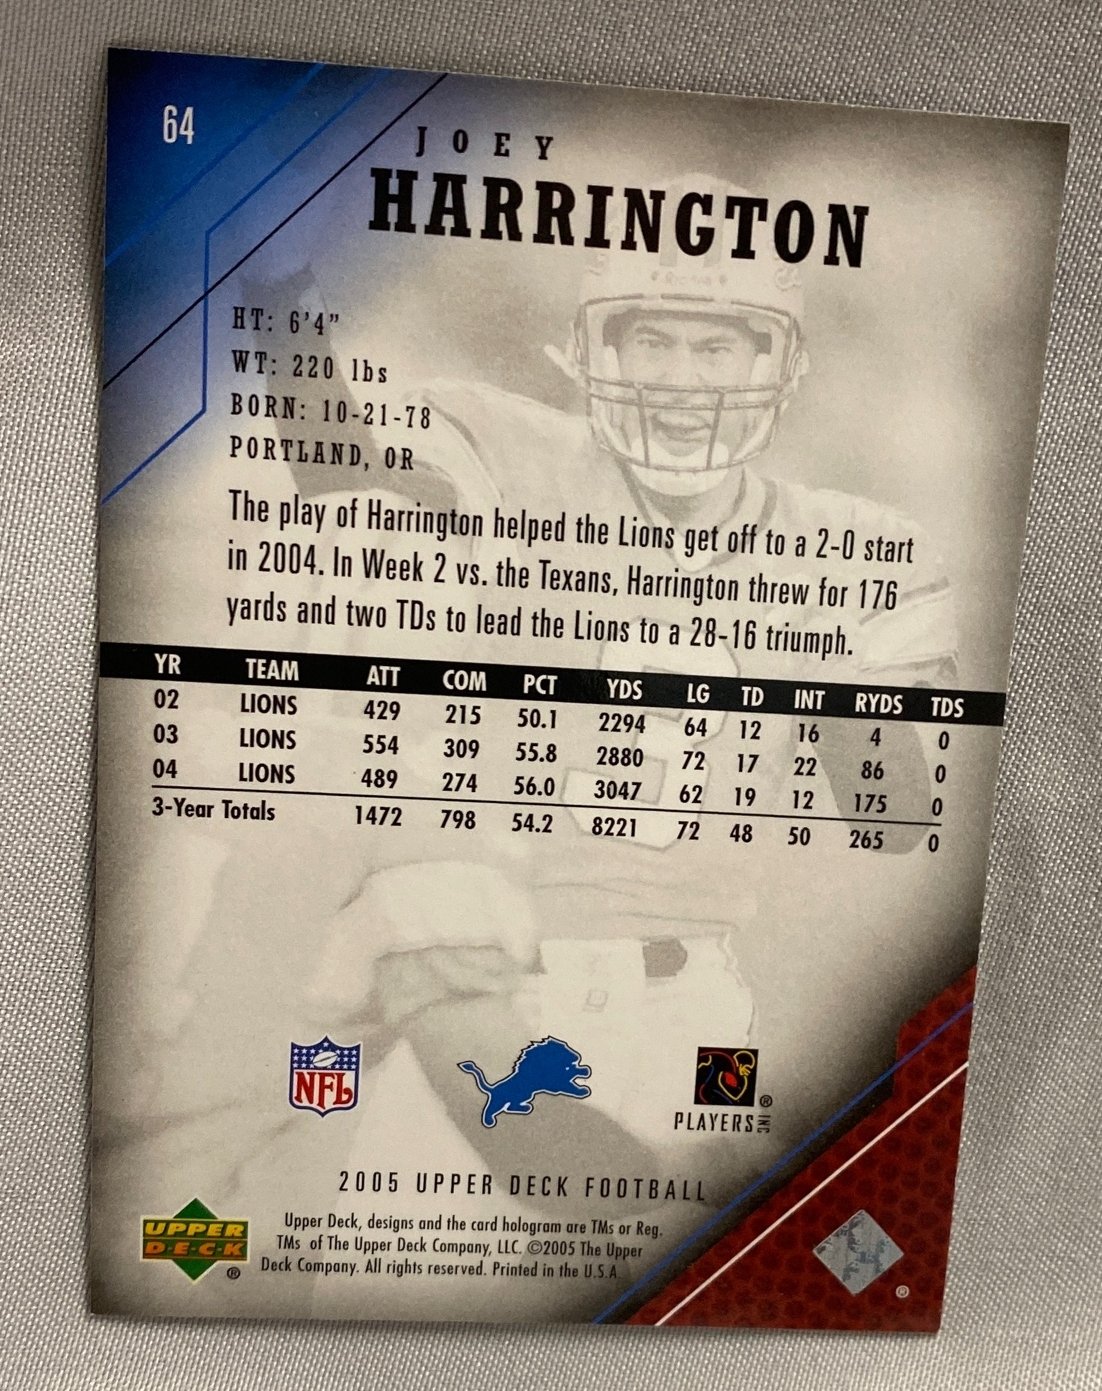 64
JOEY
HARRINGTON
HT: 6'4"
WT: 220 lbs
BORN: 10-21-78
PORTLAND, OR
The play of Harrington helped the Lions get off to a 2-0 start
in 2004. In Week 2 vs. the Texans, Harrington threw for 176
yards and two TDs to lead the Lions to a 28-16 triumph.
YR TEAM ATT COM PCT YDS LG TD INT RYDS TDS
02 LIONS 429 215 50.1 2294 64 12 16 4 0
03 LIONS 554 309 55.8 2880 72 17 22 86 0
04 LIONS 489 274 56.0 3047 62 19 12 175 0
3-Year Totals 1472 798 54.2 8221 72 48 50 265 0
NFL
PLAYERS INC ®
2005 UPPER DECK FOOTBALL
UPPER
DECK ®
Upper Deck, designs and the card hologram are TMs or Reg.
TMs of The Upper Deck Company, LLC. ©2005 The Upper
Deck Company. All rights reserved. Printed in the U.S.A.
®